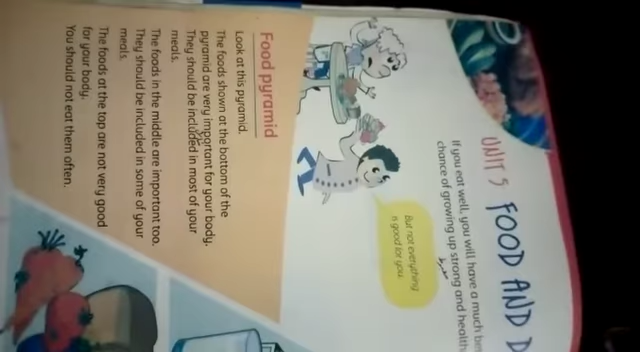 UNIT 5 FOOD AND D
If you eat well, you will have a much
chance of growing up strong and
But not everything
is good for you.
Food pyramid
Look at this pyramid.
The foods shown at the bottom of the
pyramid are very important for your body.
They should be included in most of your
meals.
The foods in the middle are important too.
They should be included in some of your
meals.
The foods at the top are not very good
for your body.
You should not eat them often.